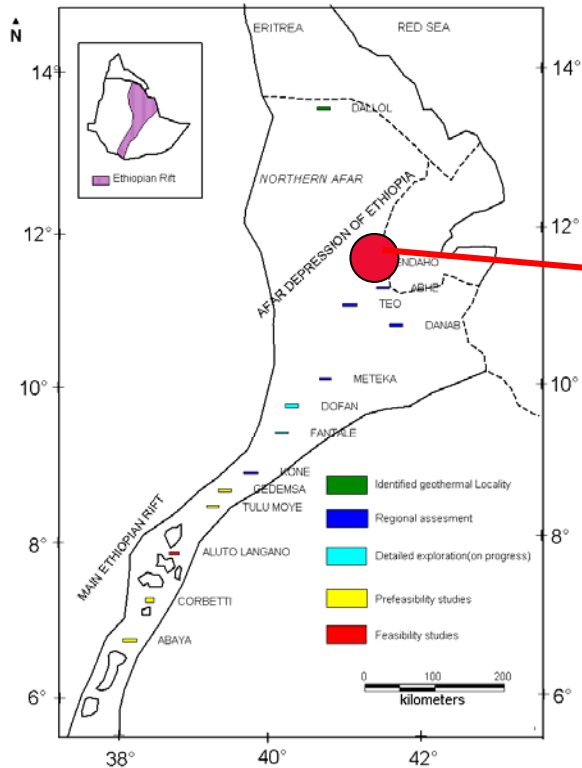 N
ERITREA
RED SEA
14°
14°
DALLOL
Ethiopian Rift
NORTHERN AFAR
AFAR DEPRESSION OF ETHIOPIA
12°
12°
ENDAHO
ABHE
TEO
DANAB
10°
10°
METEKA
DOFAN
FANTALE
KONE
GEDEMSA
TULU MOYE
MAIN ETHIOPIAN RIFT
8°
8°
ALUTO LANGANO
CORBETTI
ABAYA
6°
6°
Identified geothermal Locality
Regional assesment
Detailed exploration(on progress)
Prefeasibility studies
Feasibility studies
0 100 200
kilometers
38°
40°
42°